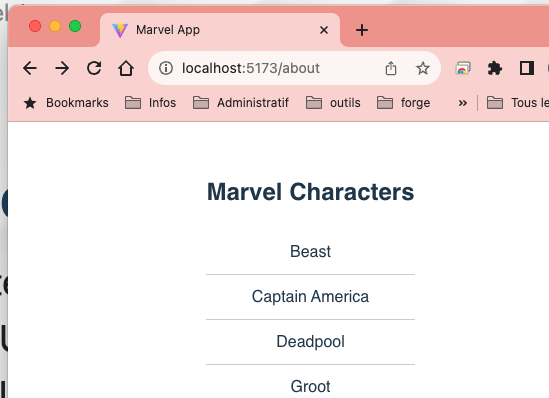 Marvel App
localhost:5173/about
Bookmarks Infos Administratif outils forge » Tous le
Marvel Characters
Beast
Captain America
Deadpool
Groot